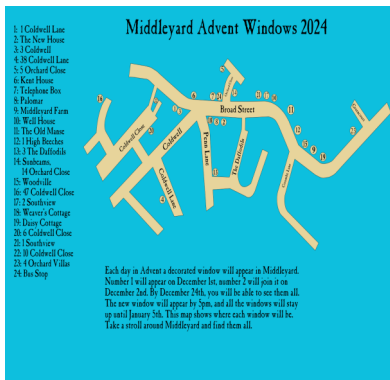 Middleyard Advent Windows 2024
1: 1 Coldwell Lane
2: The New House
3: 3 Coldwell
4: 38 Coldwell Lane
5: 5 Orchard Close
6: Kent House
7: Telephone Box
8: Palomar
9: Middleyard Farm
10: Well House
11: The Old Manse
12: 1 High Beeches
13: 3 The Daffodils
14: Sunbeams,
14 Orchard Close
15: Woodville
16: 47 Coldwell Close
17: 2 Southview
18: Weaver's Cottage
19: Daisy Cottage
20: 6 Coldwell Close
21: 1 Southview
22: 10 Coldwell Close
23: 4 Orchard Villas
24: Bus Stop
Broad Street
Coldwell Close
Coldwell
Penn Lane
The Daffodils
Coldwell Lane
6
11
9
19
4
Each day in Advent a decorated window will appear in Middleyard.
Number 1 will appear on December 1st, number 2 will join it on
December 2nd. By December 24th, you will be able to see them all.
The new window will appear by 5pm, and all the windows will stay
up until January 5th. This map shows where each window will be.
Take a stroll around Middleyard and find them all.